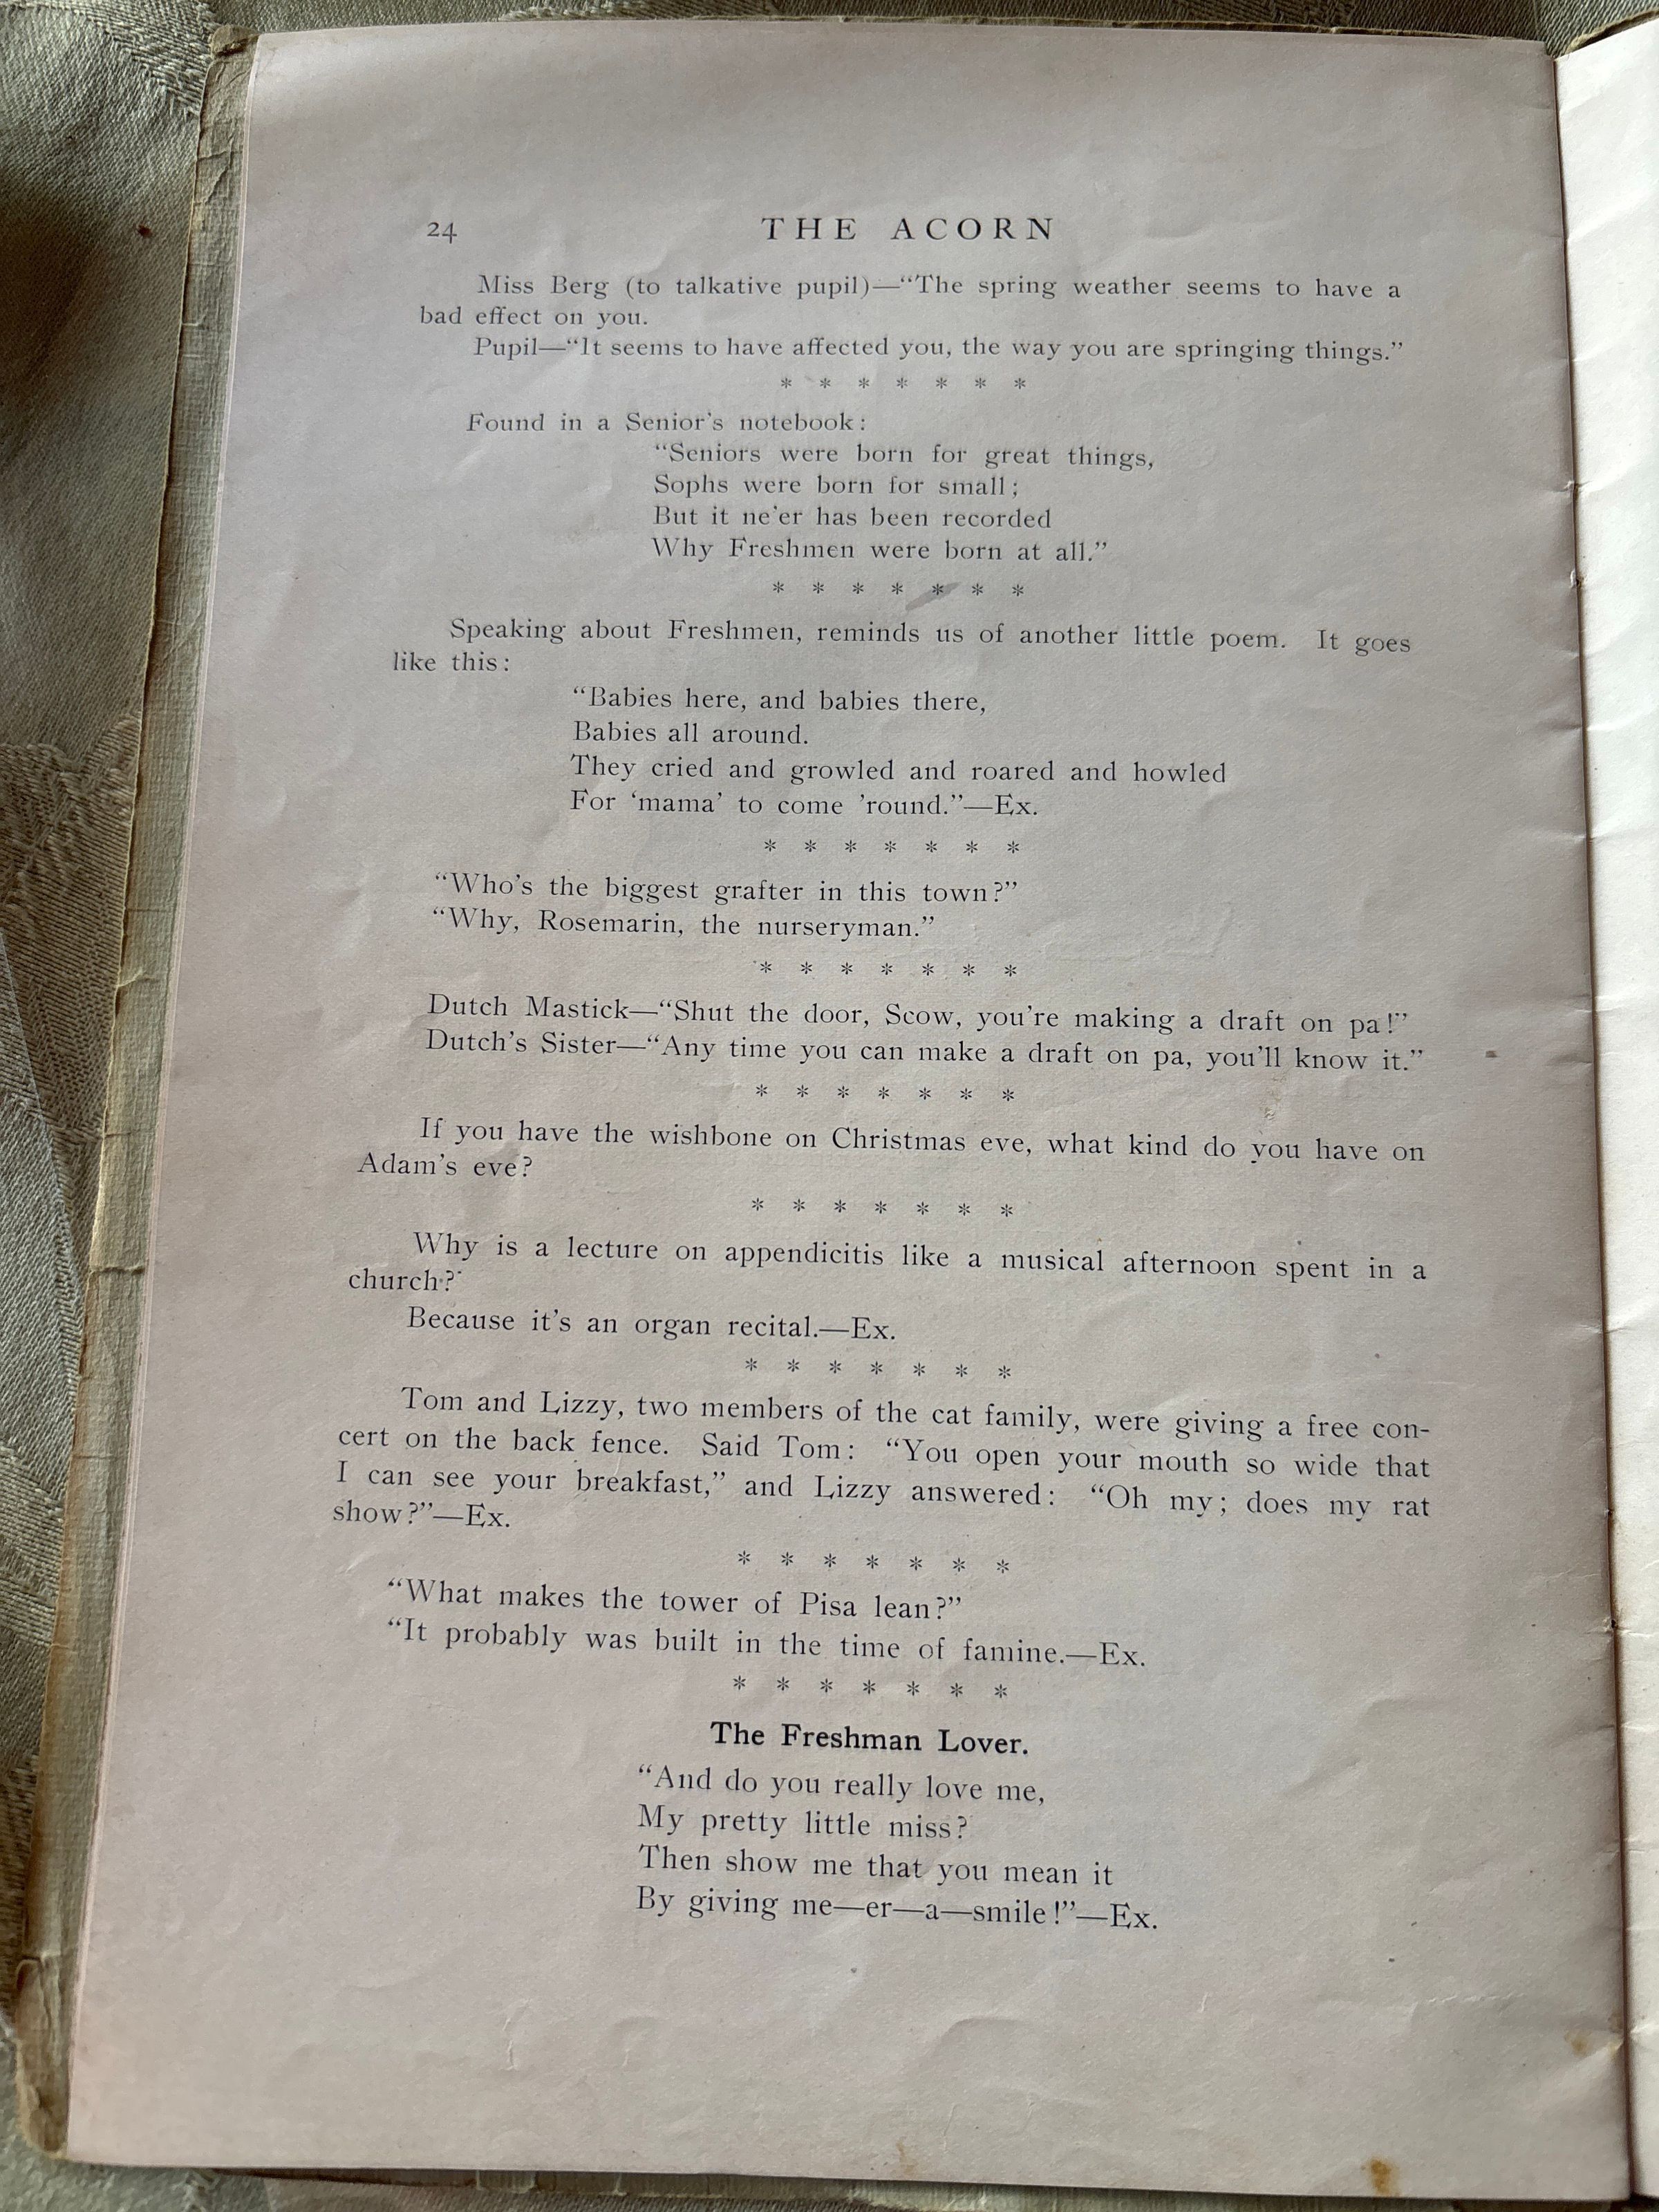 24
THE ACORN
Miss Berg (to talkative pupil)—“The spring weather seems to have a
bad effect on you.
Pupil—“It seems to have affected you, the way you are springing things.”
* * * * * * *
Found in a Senior’s notebook:
“Seniors were born for great things,
Sophs were born for small;
But it ne’er has been recorded
Why Freshmen were born at all.”
* * * * * * *
Speaking about Freshmen, reminds us of another little poem. It goes
like this:
“Babies here, and babies there,
Babies all around.
They cried and growled and roared and howled
For ‘mama’ to come ’round.”—Ex.
* * * * * * *
“Who’s the biggest grafter in this town?”
“Why, Rosemarin, the nurseryman.”
* * * * * * *
Dutch Mastick—“Shut the door, Scow, you’re making a draft on pa!”
Dutch’s Sister—“Any time you can make a draft on pa, you’ll know it.”
* * * * * * *
If you have the wishbone on Christmas eve, what kind do you have on
Adam’s eve?
* * * * * * *
Why is a lecture on appendicitis like a musical afternoon spent in a
church?
Because it’s an organ recital.—Ex.
* * * * * * *
Tom and Lizzy, two members of the cat family, were giving a free con-
cert on the back fence. Said Tom: “You open your mouth so wide that
I can see your breakfast,” and Lizzy answered: “Oh my; does my rat
show?”—Ex.
* * * * * * *
“What makes the tower of Pisa lean?”
“It probably was built in the time of famine.—Ex.
* * * * * * *
The Freshman Lover.
“And do you really love me,
My pretty little miss?
Then show me that you mean it
By giving me—er—a—smile!”—Ex.